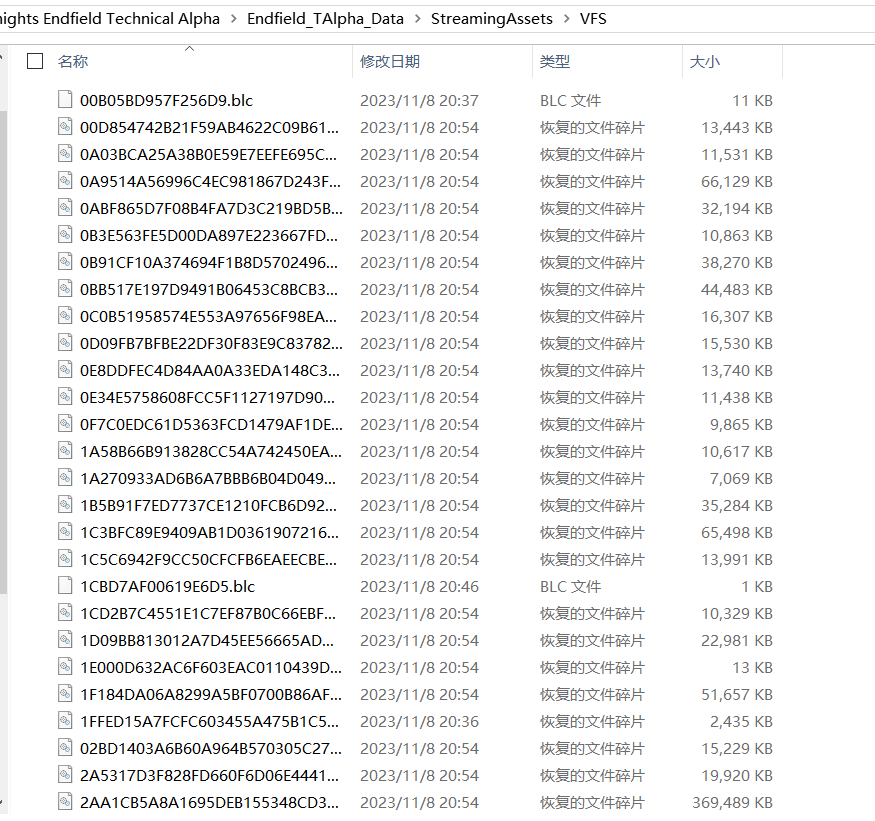 nights Endfield Technical Alpha > Endfield_TAlpha_Data > StreamingAssets > VFS
名称 修改日期 类型 大小
00B05BD957F256D9.blc 2023/11/8 20:37 BLC 文件 11 KB
00D854742B21F59AB4622C09B61... 2023/11/8 20:54 恢复的文件碎片 13,443 KB
0A03BCA25A38B0E59E7EEFE695C... 2023/11/8 20:54 恢复的文件碎片 11,531 KB
0A9514A56996C4EC981867D243F... 2023/11/8 20:54 恢复的文件碎片 66,129 KB
0ABF865D7F08B4FA7D3C219BD5B... 2023/11/8 20:54 恢复的文件碎片 32,194 KB
0B3E563FE5D00DA897E223667FD... 2023/11/8 20:54 恢复的文件碎片 10,863 KB
0B91CF10A374694F1B8D5702496... 2023/11/8 20:54 恢复的文件碎片 38,270 KB
0BB517E197D9491B06453C8BCB3... 2023/11/8 20:54 恢复的文件碎片 44,483 KB
0C0B51958574E553A97656F98EA... 2023/11/8 20:54 恢复的文件碎片 16,307 KB
0D09FB7BFBE22DF30F83E9C83782... 2023/11/8 20:54 恢复的文件碎片 15,530 KB
0E8DDFEC4D84AA0A33EDA148C3... 2023/11/8 20:54 恢复的文件碎片 13,740 KB
0E34E5758608FCC5F1127197D90... 2023/11/8 20:54 恢复的文件碎片 11,438 KB
0F7C0EDC61D5363FCD1479AF1DE... 2023/11/8 20:54 恢复的文件碎片 9,865 KB
1A58B66B913828CC54A742450EA... 2023/11/8 20:54 恢复的文件碎片 10,617 KB
1A270933AD6B6A7BBB6B04D049... 2023/11/8 20:54 恢复的文件碎片 7,069 KB
1B5B91F7ED7737CE1210FCB6D92... 2023/11/8 20:54 恢复的文件碎片 35,284 KB
1C3BFC89E9409AB1D0361907216... 2023/11/8 20:54 恢复的文件碎片 65,498 KB
1C5C6942F9CC50CFCFB6EAEECBE... 2023/11/8 20:54 恢复的文件碎片 13,991 KB
1CBD7AF00619E6D5.blc 2023/11/8 20:46 BLC 文件 1 KB
1CD2B7C4551E1C7EF87B0C66EBF... 2023/11/8 20:54 恢复的文件碎片 10,329 KB
1D09BB813012A7D45EE56665AD... 2023/11/8 20:54 恢复的文件碎片 22,981 KB
1E000D632AC6F603EAC0110439D... 2023/11/8 20:54 恢复的文件碎片 13 KB
1F184DA06A8299A5BF0700B86AF... 2023/11/8 20:54 恢复的文件碎片 51,657 KB
1FFED15A7FCFC603455A475B1C5... 2023/11/8 20:36 恢复的文件碎片 2,435 KB
02BD1403A6B60A964B570305C27... 2023/11/8 20:54 恢复的文件碎片 15,229 KB
2A5317D3F828FD660F6D06E4441... 2023/11/8 20:54 恢复的文件碎片 19,920 KB
2AA1CB5A8A1695DEB155348CD3... 2023/11/8 20:54 恢复的文件碎片 369,489 KB